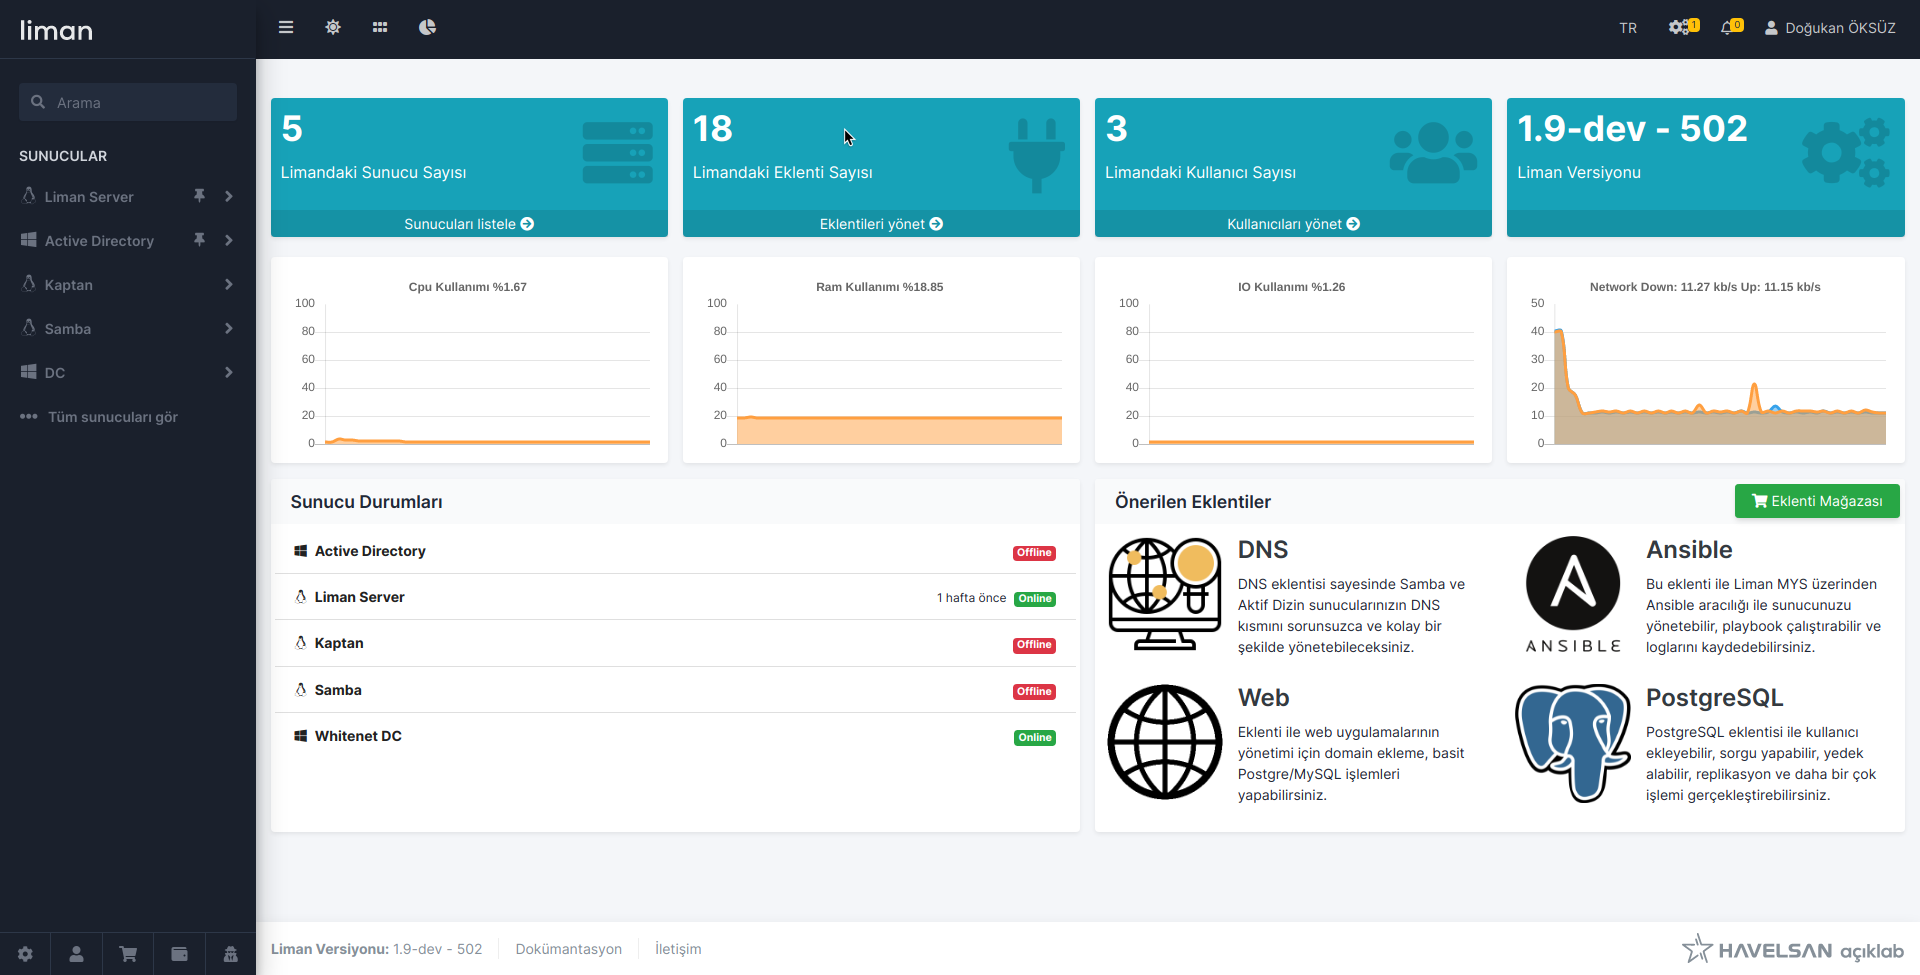 liman
TR
1
0
Doğukan ÖKSÜZ
Arama
SUNUCULAR
Liman Server
Active Directory
Kaptan
Samba
DC
Tüm sunucuları gör
5
Limandaki Sunucu Sayısı
Sunucuları listele
18
Limandaki Eklenti Sayısı
Eklentileri yönet
3
Limandaki Kullanıcı Sayısı
Kullanıcıları yönet
1.9-dev - 502
Liman Versiyonu
Cpu Kullanımı %1.67
100
80
60
40
20
0
Ram Kullanımı %18.85
100
80
60
40
20
0
IO Kullanımı %1.26
100
80
60
40
20
0
Network Down: 11.27 kb/s Up: 11.15 kb/s
50
40
30
20
10
0
Sunucu Durumları
Active Directory Offline
Liman Server 1 hafta önce Online
Kaptan Offline
Samba Offline
Whitenet DC Online
Önerilen Eklentiler
Eklenti Mağazası
DNS
DNS eklentisi sayesinde Samba ve
Aktif Dizin sunucularınızın DNS
kısmını sorunsuzca ve kolay bir
şekilde yönetebileceksiniz.
ANSIBLE
Ansible
Bu eklenti ile Liman MYS üzerinden
Ansible aracılığı ile sunucunuzu
yönetebilir, playbook çalıştırabilir ve
loglarını kaydedebilirsiniz.
Web
Eklenti ile web uygulamalarının
yönetimi için domain ekleme, basit
Postgre/MySQL işlemleri
yapabilirsiniz.
PostgreSQL
PostgreSQL eklentisi ile kullanıcı
ekleyebilir, sorgu yapabilir, yedek
alabilir, replikasyon ve daha bir çok
işlemi gerçekleştirebilirsiniz.
Liman Versiyonu: 1.9-dev - 502
Dokümantasyon
İletişim
HAVELSAN açıklab